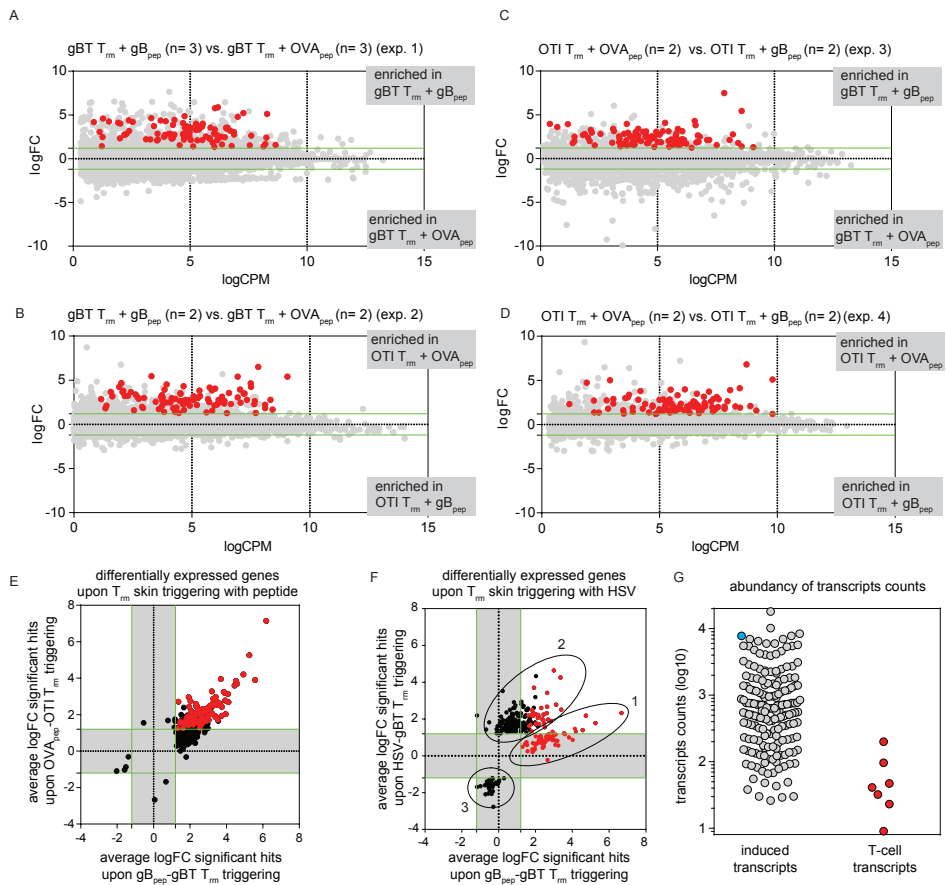 A
gBT Trm + gBpep (n= 3) vs. gBT Trm + OVApep (n= 3) (exp. 1)
10
5
0
-5
-10
logFC
enriched in
gBT Trm + gBpep
enriched in
gBT Trm + OVApep
0
5
10
15
logCPM
B
gBT Trm + gBpep (n= 2) vs. gBT Trm + OVApep (n= 2) (exp. 2)
10
5
0
-5
-10
logFC
enriched in
OTI Trm + OVApep
enriched in
OTI Trm + gBpep
0
5
10
15
logCPM
C
OTI Trm + OVApep (n= 2) vs. OTI Trm + gBpep (n= 2) (exp. 3)
10
5
0
-5
-10
logFC
enriched in
gBT Trm + gBpep
enriched in
gBT Trm + OVApep
0
5
10
15
logCPM
D
OTI Trm + OVApep (n= 2) vs. OTI Trm + gBpep (n= 2) (exp. 4)
10
5
0
-5
-10
logFC
enriched in
OTI Trm + OVApep
enriched in
OTI Trm + gBpep
0
5
10
15
logCPM
E
differentially expressed genes
upon Trm skin triggering with peptide
8
6
4
2
0
-2
-4
average logFC significant hits
upon OVApep-OTI Trm triggering
-4
-2
0
2
4
6
8
average logFC significant hits
upon gBpep-gBT Trm triggering
F
differentially expressed genes
upon Trm skin triggering with HSV
8
6
4
2
0
-2
-4
average logFC significant hits
upon HSV-gBT Trm triggering
2
1
3
-4
-2
0
2
4
6
8
average logFC significant hits
upon gBpep-gBT Trm triggering
G
abundancy of transcripts counts
4
3
2
1
transcripts counts (log10)
induced
transcripts
T-cell
transcripts